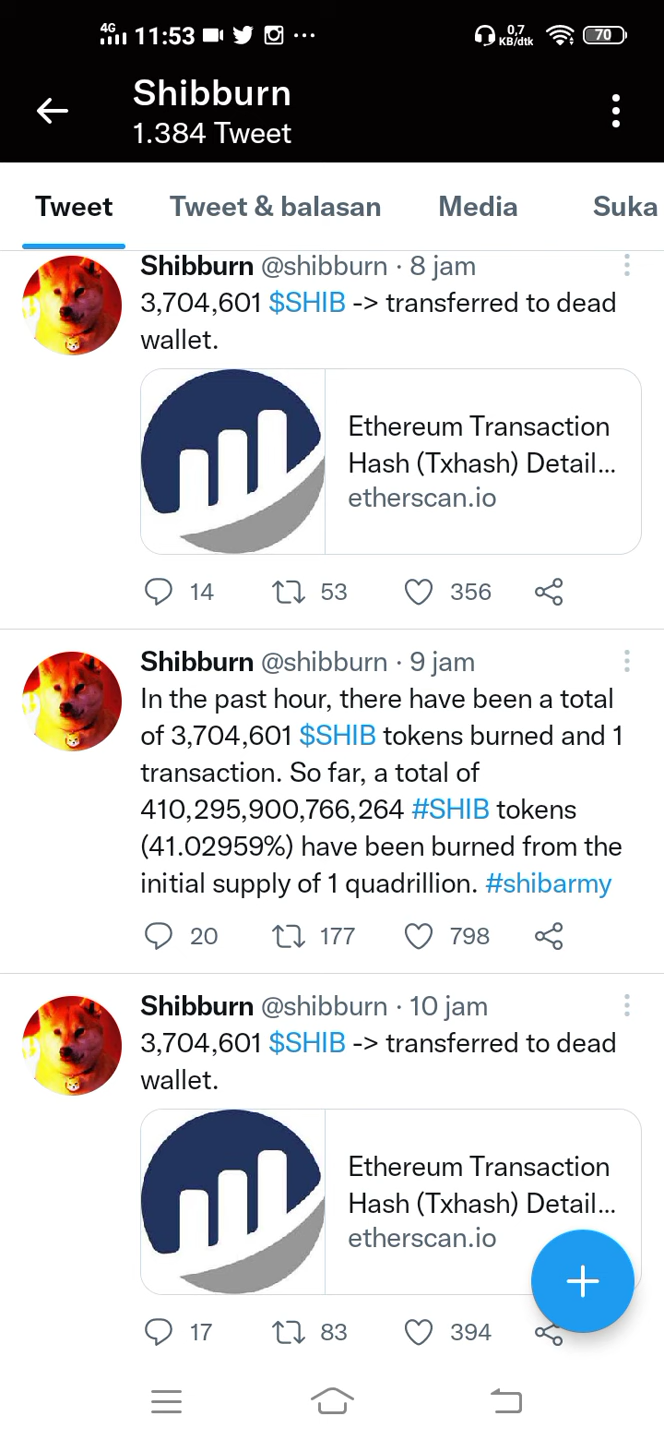 4G 11:53 0,7 KB/dtk 70
Shibburn
1.384 Tweet
Tweet Tweet & balasan Media Suka
Shibburn @shibburn · 8 jam
3,704,601 $SHIB -> transferred to dead
wallet.
Ethereum Transaction
Hash (Txhash) Detail...
etherscan.io
14 53 356
Shibburn @shibburn · 9 jam
In the past hour, there have been a total
of 3,704,601 $SHIB tokens burned and 1
transaction. So far, a total of
410,295,900,766,264 #SHIB tokens
(41.02959%) have been burned from the
initial supply of 1 quadrillion. #shibarmy
20 177 798
Shibburn @shibburn · 10 jam
3,704,601 $SHIB -> transferred to dead
wallet.
Ethereum Transaction
Hash (Txhash) Detail...
etherscan.io
17 83 394